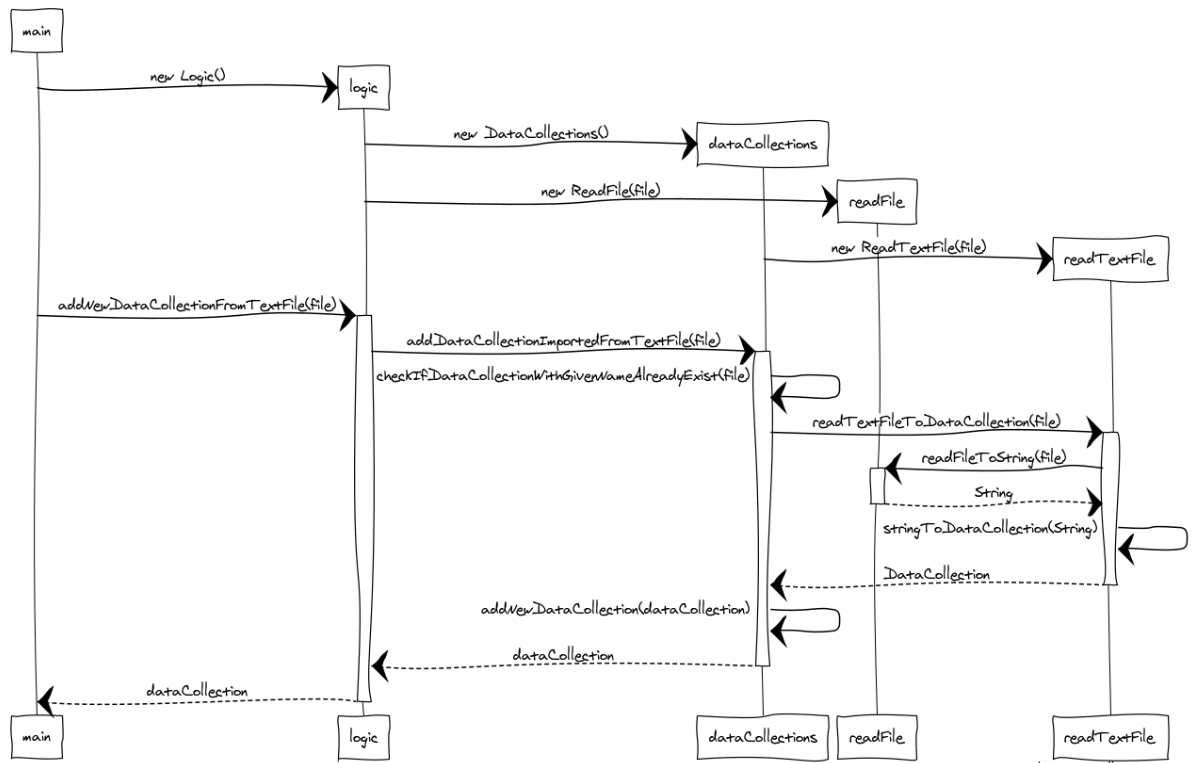 main
new Logic()
logic
new DataCollections()
dataCollections
new ReadFile(file)
readFile
new ReadTextFile(file)
readTextFile
addNewDataCollectionFromTextFile(file)
addDataCollectionImportedFromTextFile(file)
checkIfDataCollectionWithGivenNameAlreadyExist(file)
readTextFileToDataCollection(file)
readFileToString(file)
String
stringToDataCollection(String)
DataCollection
addNewDataCollection(dataCollection)
dataCollection
dataCollection
main logic dataCollections readFile readTextFile